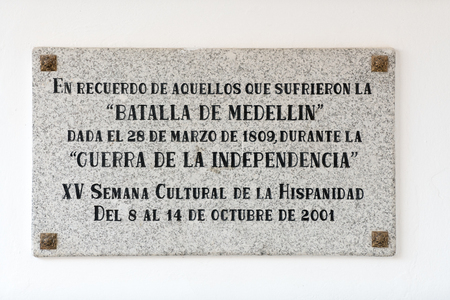 En recuerdo de aquellos que sufrieron la
“BATALLA DE MEDELLIN”
dada el 28 de marzo de 1809, durante la
“GUERRA DE LA INDEPENDENCIA”
XV Semana Cultural de la Hispanidad
Del 8 al 14 de octubre de 2001